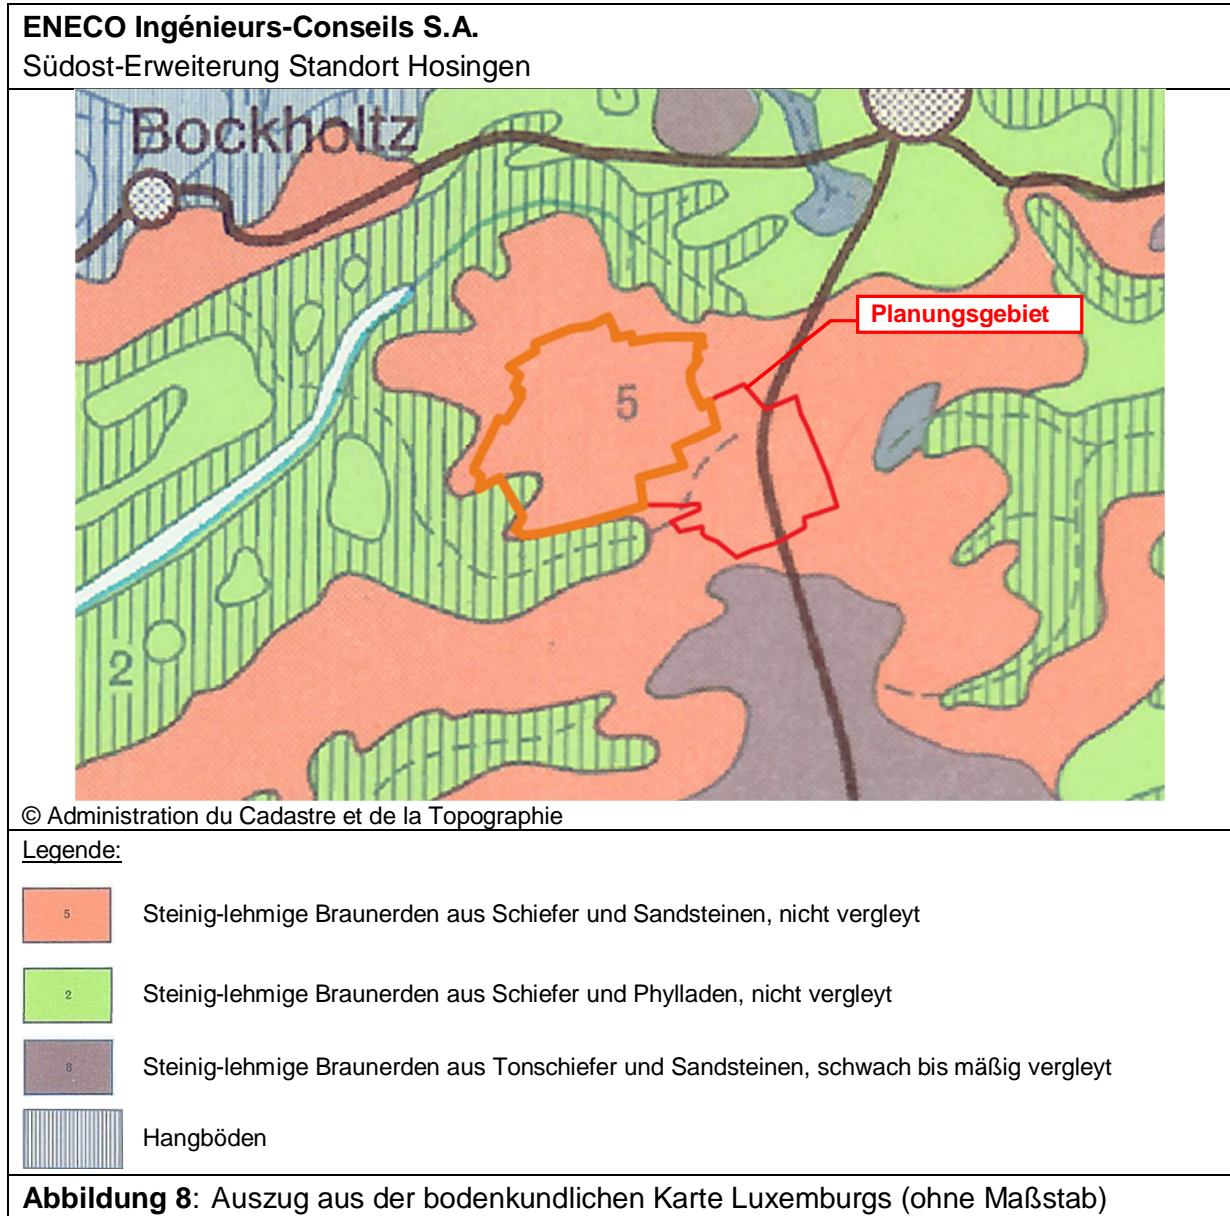 ENECO Ingénieurs-Conseils S.A.
Südost-Erweiterung Standort Hosingen
Bockholtz
Planungsgebiet
5
2
© Administration du Cadastre et de la Topographie
Legende:
5 Steinig-lehmige Braunerden aus Schiefer und Sandsteinen, nicht vergleyt
2 Steinig-lehmige Braunerden aus Schiefer und Phylladen, nicht vergleyt
8 Steinig-lehmige Braunerden aus Tonschiefer und Sandsteinen, schwach bis mäßig vergleyt
Hangböden
Abbildung 8: Auszug aus der bodenkundlichen Karte Luxemburgs (ohne Maßstab)